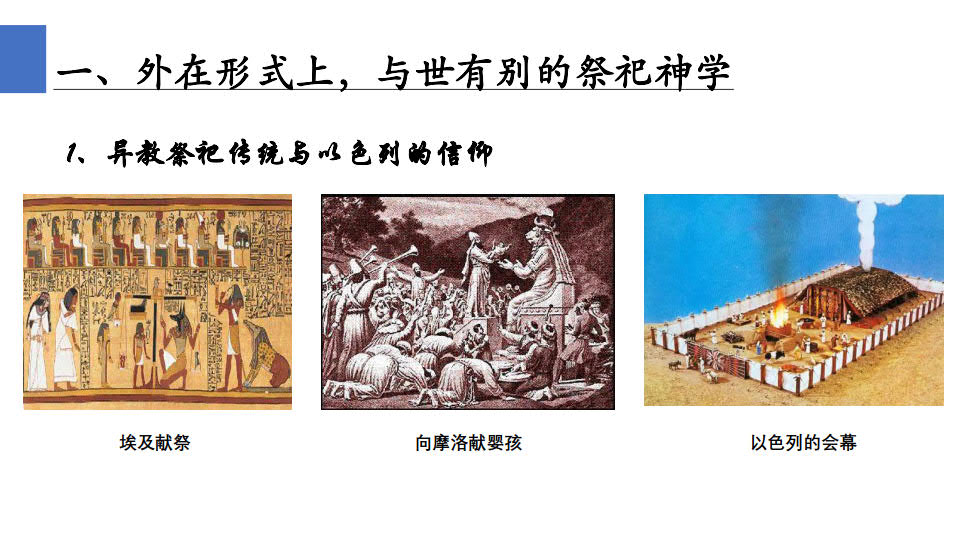 一、外在形式上，与世有别的祭祀神学
1、异教祭祀传统与以色列的信仰
埃及献祭
向摩洛献婴孩
以色列的会幕